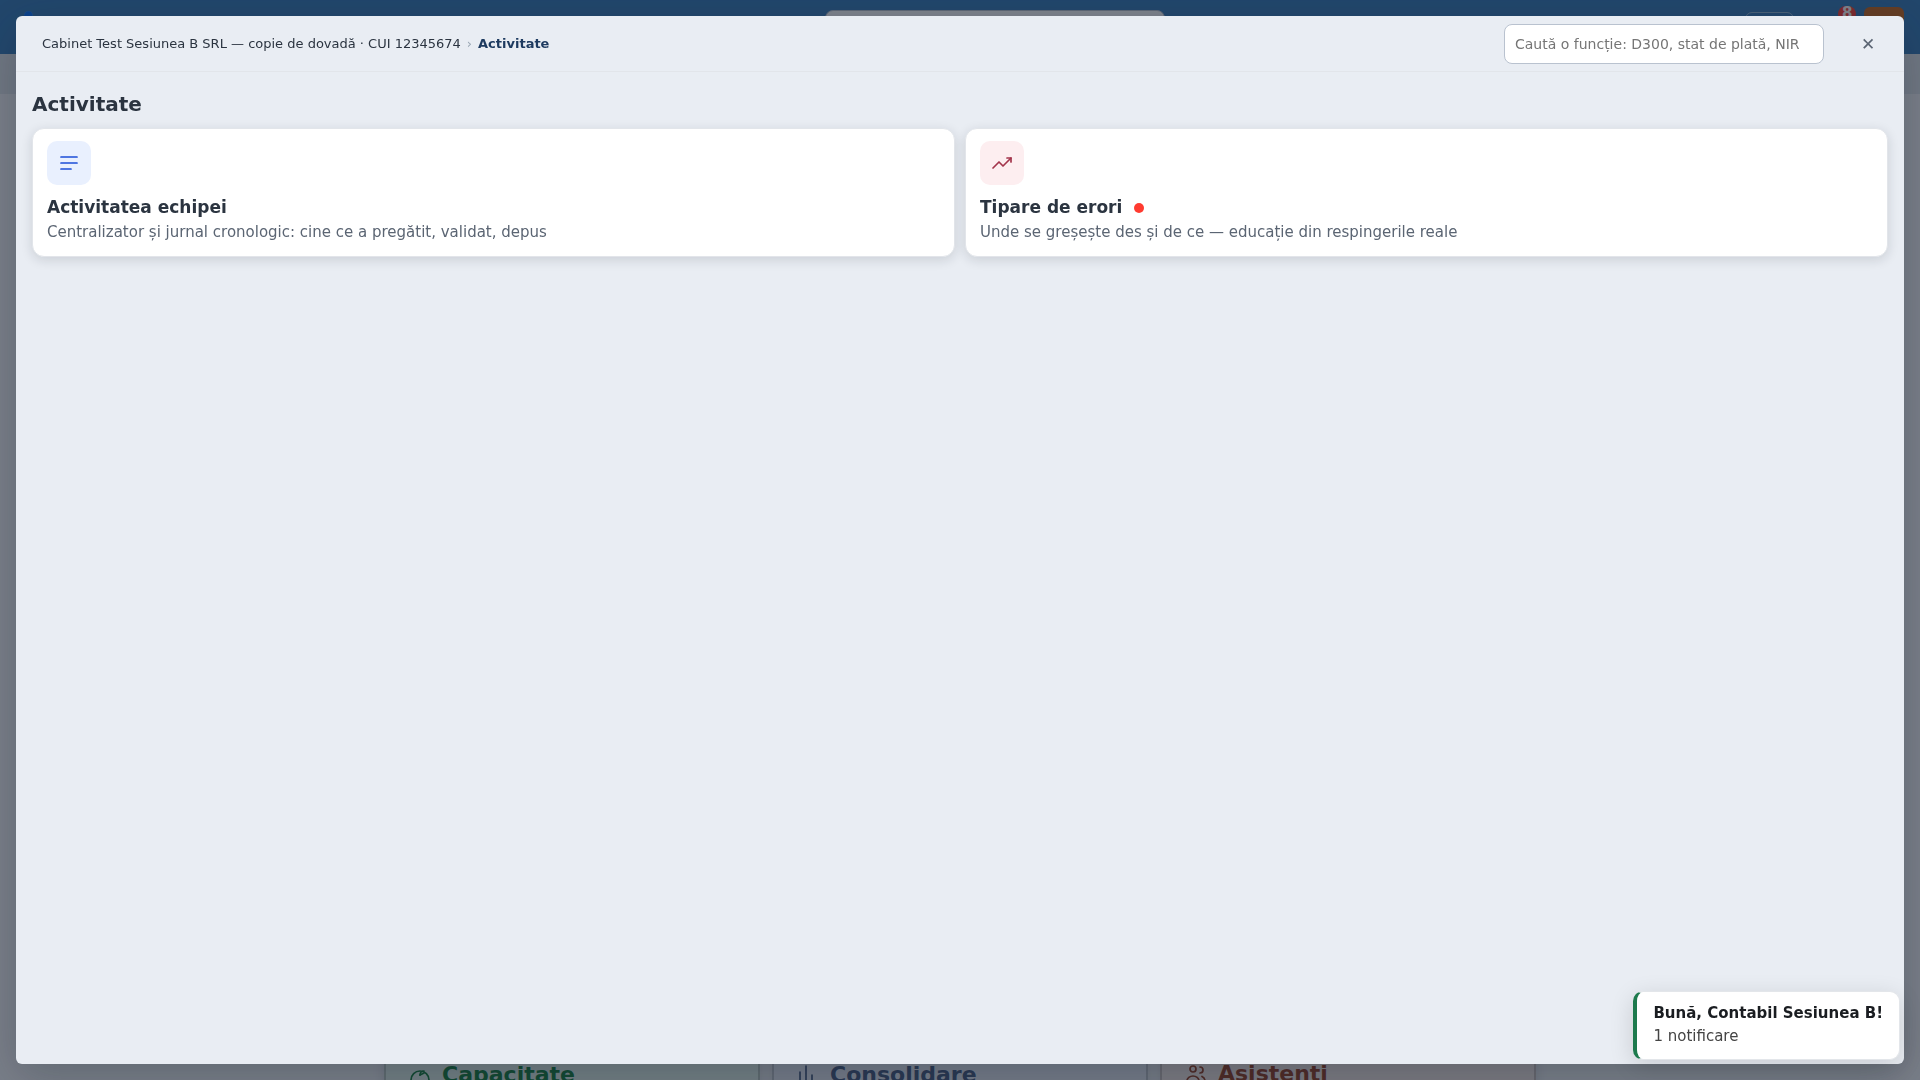 8
Cabinet Test Sesiunea B SRL — copie de dovadă · CUI 12345674 › Activitate
Caută o funcție: D300, stat de plată, NIR
✕
Activitate
Activitatea echipei
Centralizator și jurnal cronologic: cine ce a pregătit, validat, depus
Tipare de erori
Unde se greșește des și de ce — educație din respingerile reale
Bună, Contabil Sesiunea B!
1 notificare
Capacitate
Consolidare
Asistenți